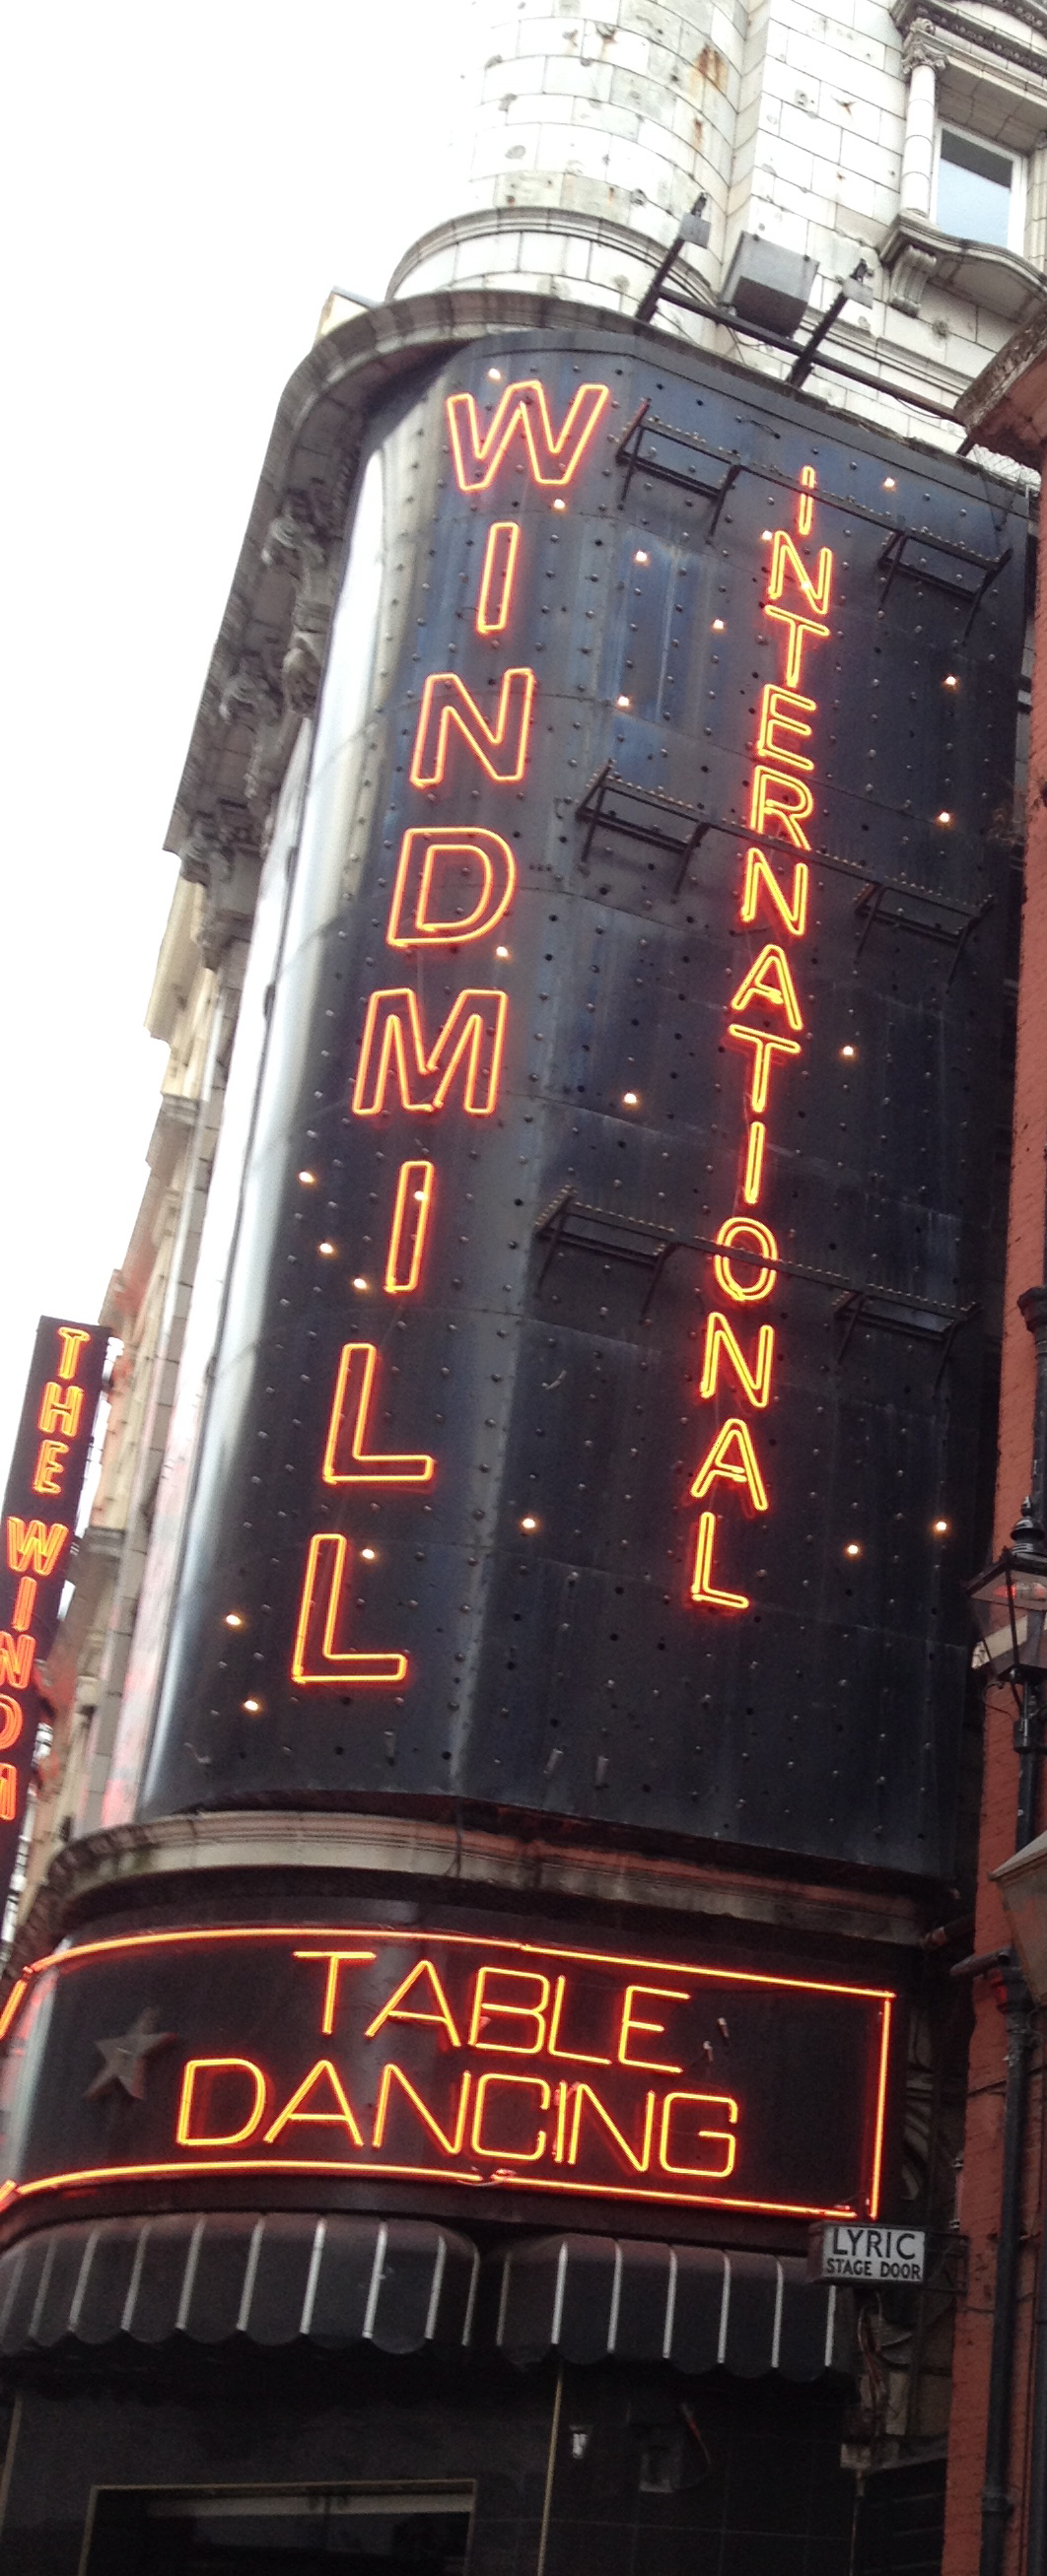 WINDMILL
INTERNATIONAL
THE WINDM
TABLE
DANCING
LYRIC
STAGE DOOR